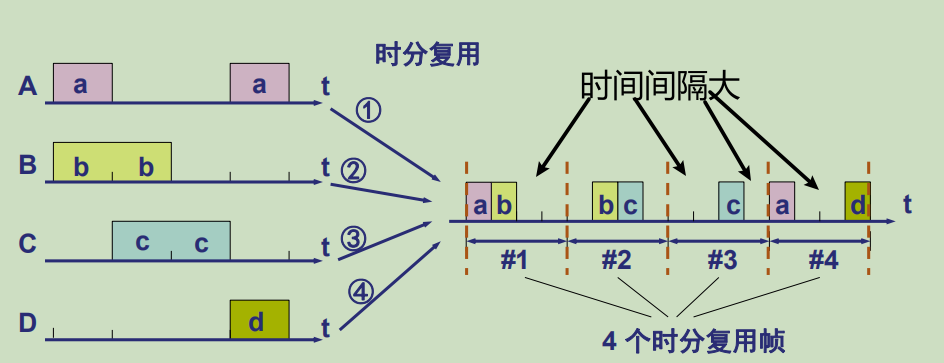 时分复用
时间间隔大
A a a t
①
B b b t
②
C c c t
③
D d t
④
a b b c c a d t
#1 #2 #3 #4
4 个时分复用帧